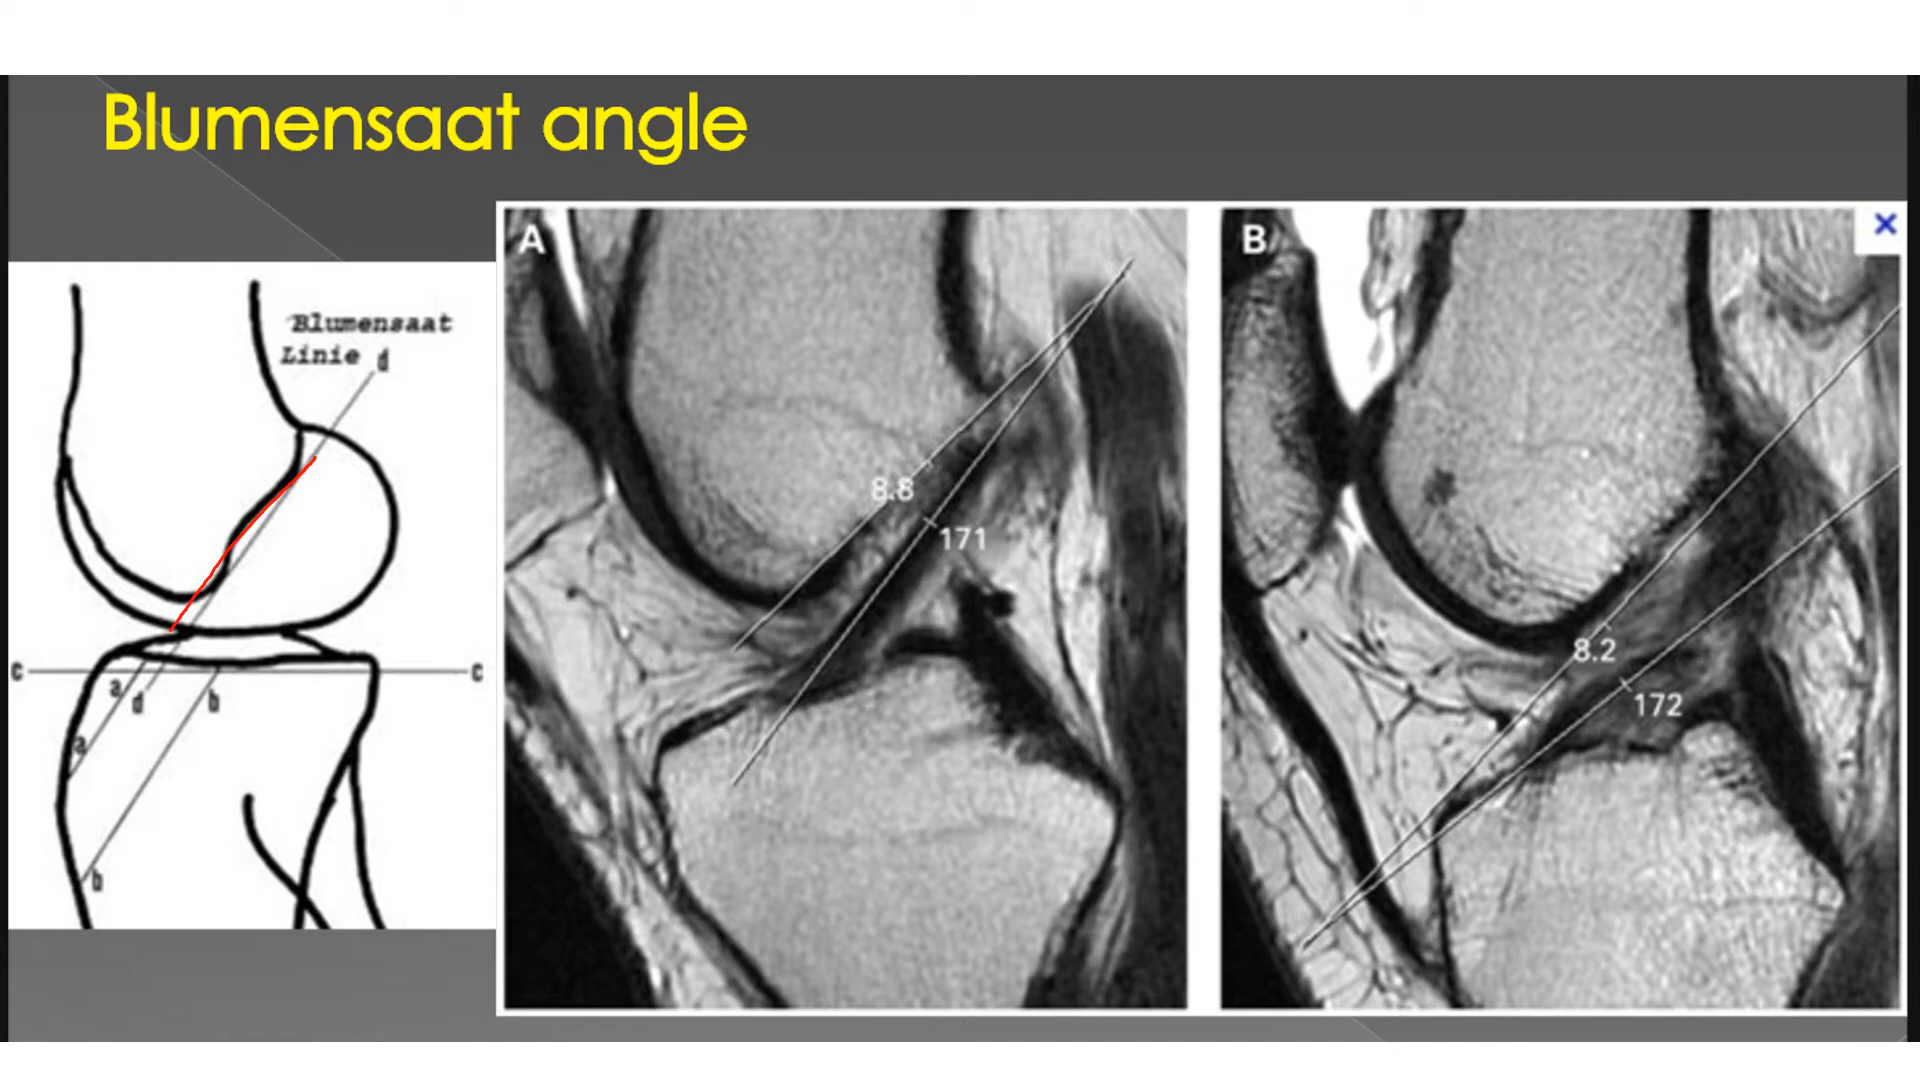 Blumensaat angle
Blumensaat
Linie d
c c
a d b
a
b
A
8.8
171
B
8.2
172